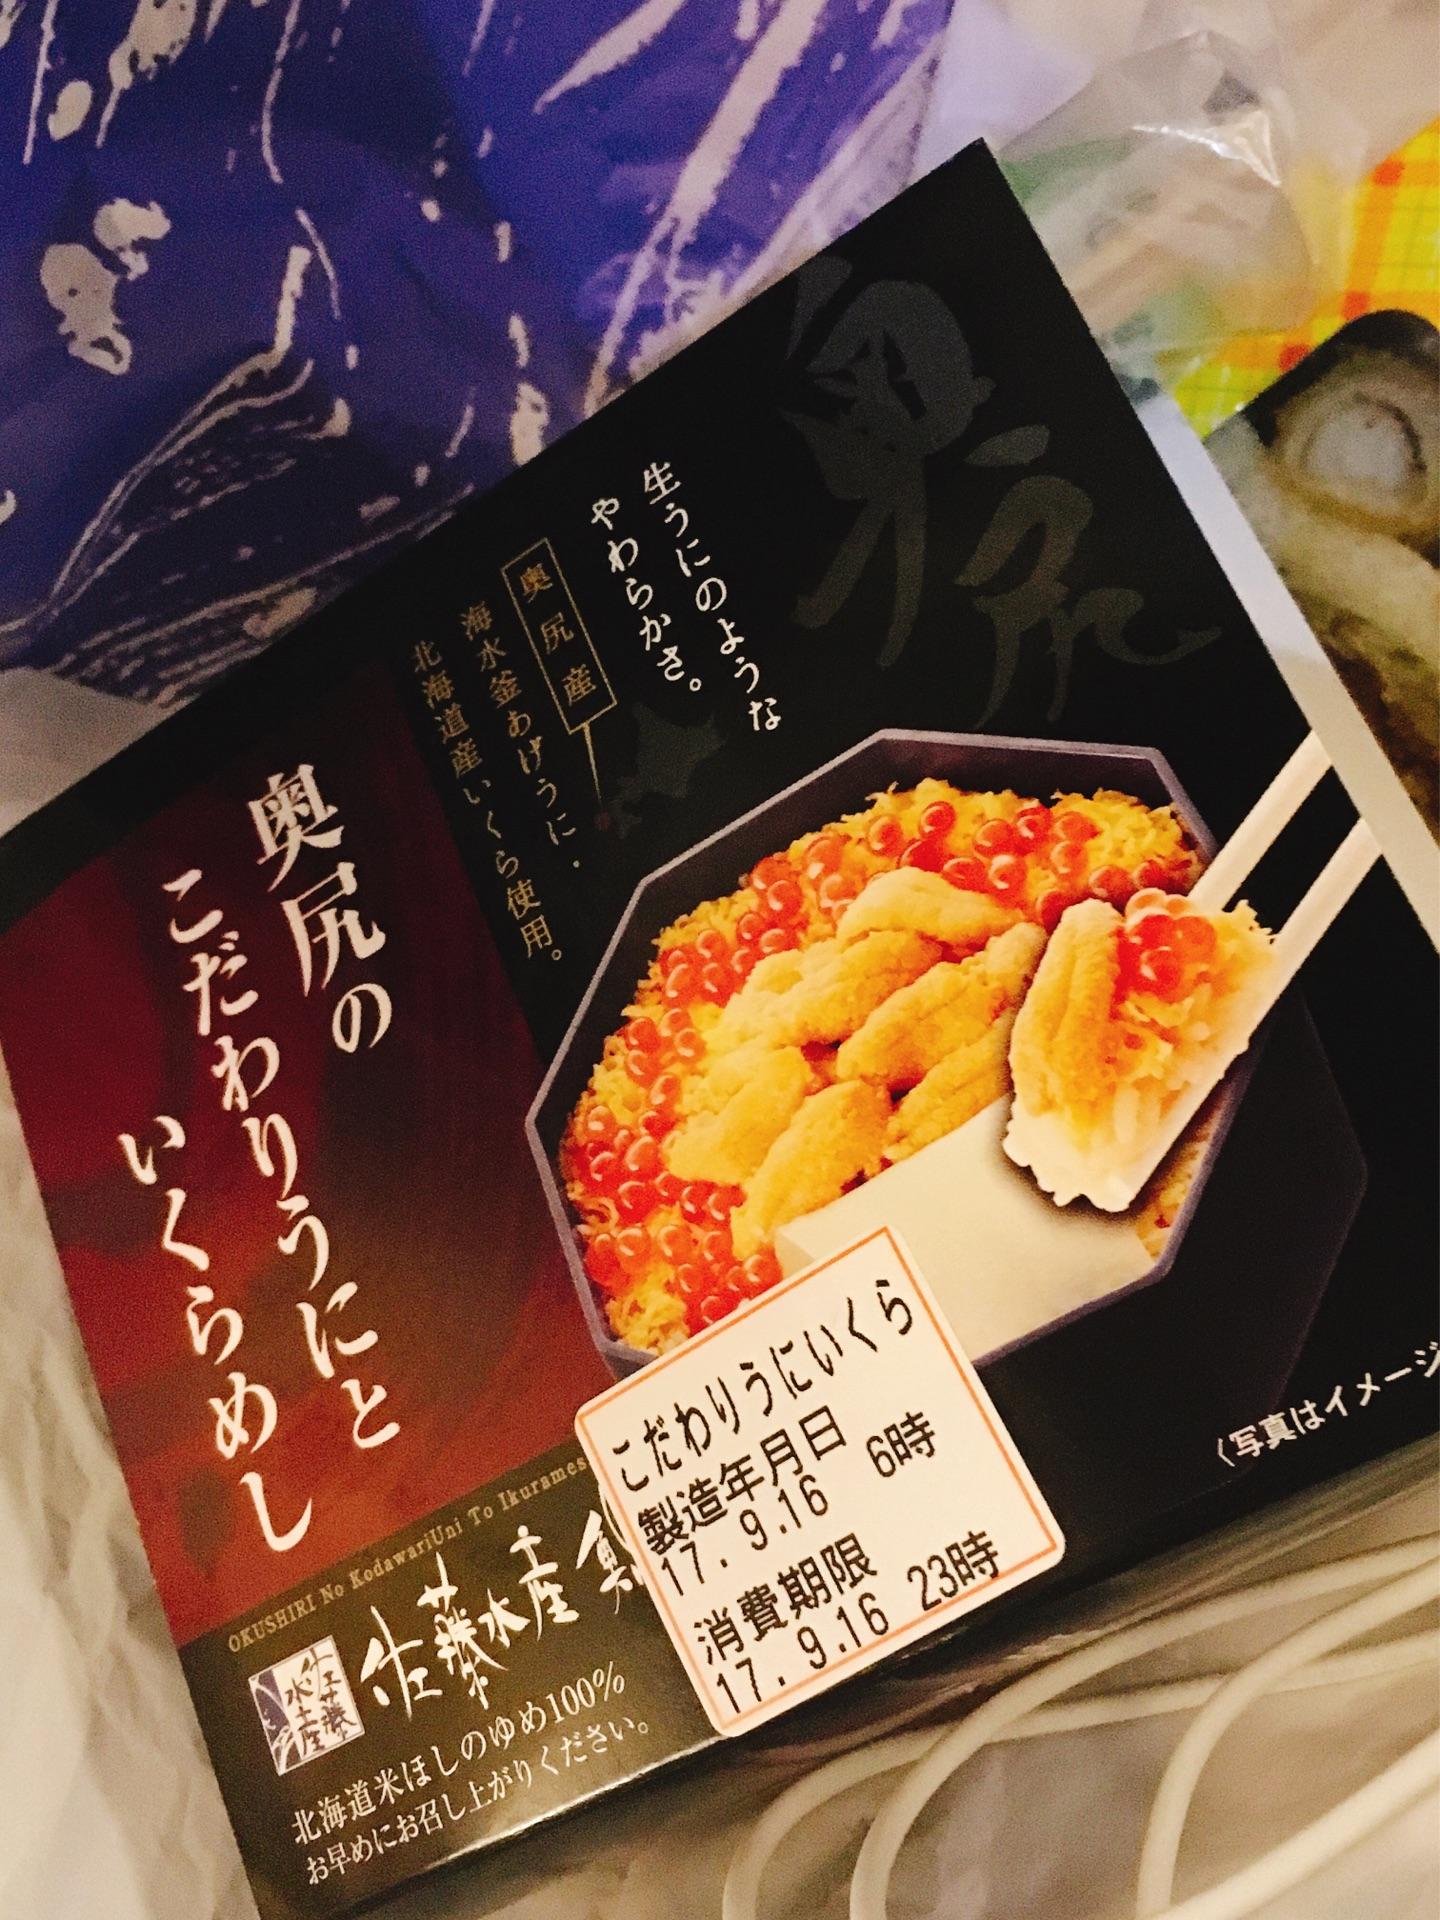 奥尻
生うにのような
やわらかさ。
奥尻産
海水釜あげうに・
北海道産いくら使用。
奥尻の
こだわりうにと
いくらめし
OKUSHIRI No KodawariUni To Ikurames
佐藤水産
佐藤水産
北海道米ほしのゆめ100%
お早めにお召し上がりください。
こだわりうにいくら
製造年月日
17. 9.16 6時
消費期限
17. 9.16 23時
(写真はイメージ